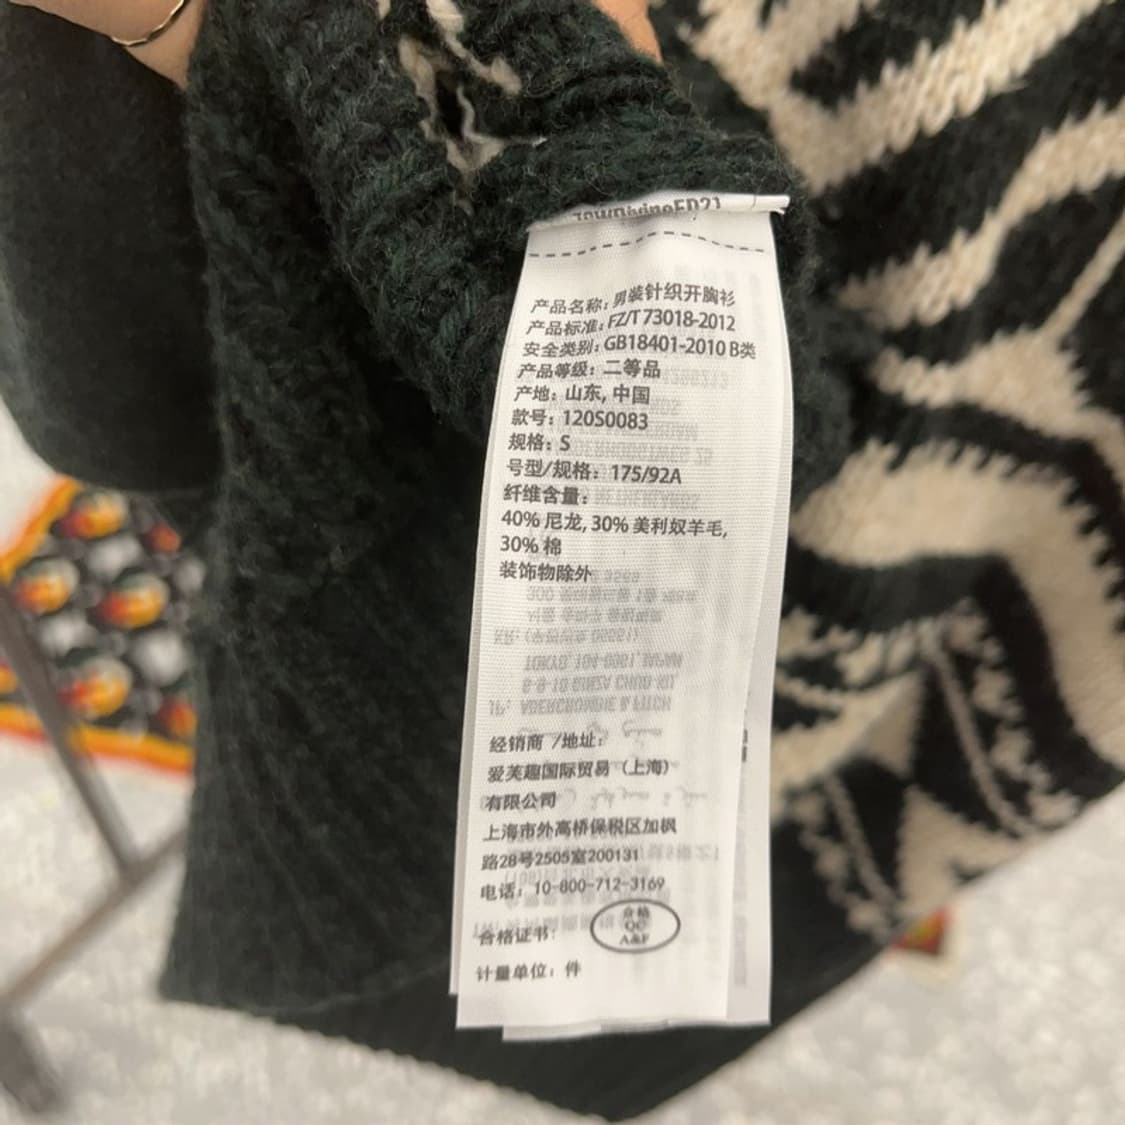 产品名称: 男装针织开胸衫
产品标准: FZ/T 73018-2012
安全类别: GB18401-2010 B类
产品等级: 二等品
产地: 山东, 中国
款号: 120S0083
规格: S
号型/规格: 175/92A
纤维含量:
40% 尼龙, 30% 美利奴羊毛,
30% 棉
装饰物除外
经销商 /地址:
爱芙趣国际贸易 (上海)
有限公司
上海市外高桥保税区加枫
路28号2505室200131
电话: 10-800-712-3169
合格证书:
合格
QC
A&F
计量单位: 件